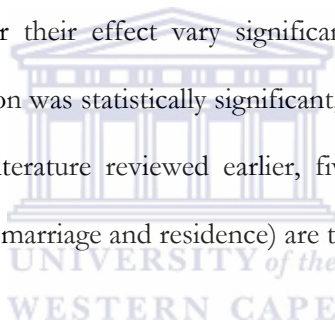 r their effect vary significan
on was statistically significant,
iterature reviewed earlier, fiv
marriage and residence) are t
UNIVERSITY of the
WESTERN CAPE